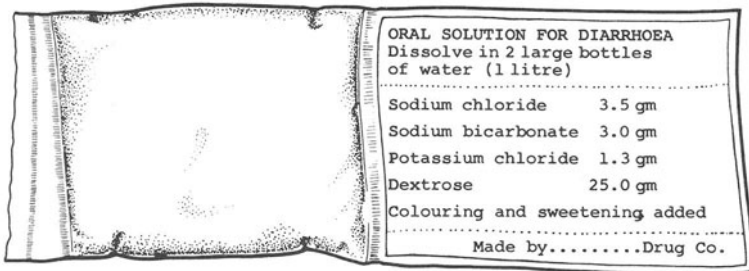 ORAL SOLUTION FOR DIARRHOEA
Dissolve in 2 large bottles
of water (1 litre)
Sodium chloride 3.5 gm
Sodium bicarbonate 3.0 gm
Potassium chloride 1.3 gm
Dextrose 25.0 gm
Colouring and sweetening added
Made by.........Drug Co.